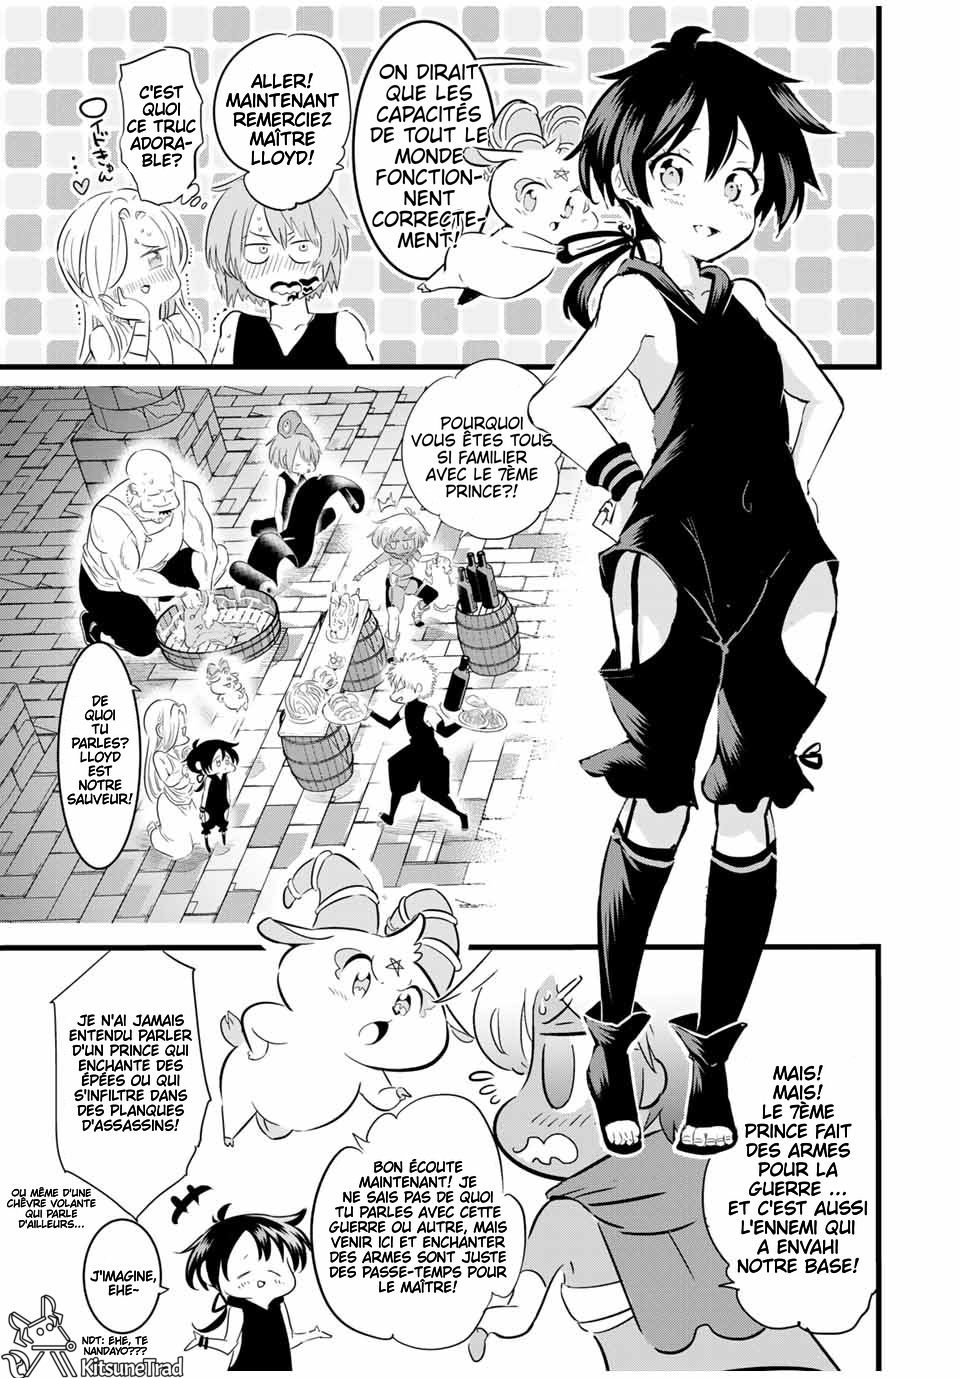 ON DIRAIT
QUE LES
CAPACITÉS
DE TOUT LE
MONDE
FONCTION-
NENT
CORRECTE-
MENT!
ALLER!
MAINTENANT
REMERCIEZ
MAÎTRE
LLOYD!
C'EST
QUOI
CE TRUC
ADORA-
BLE?
ロイドきゅん
POURQUOI
VOUS ÊTES TOUS
SI FAMILIER
AVEC LE 7ÈME
PRINCE?!
DE
QUOI
TU
PARLES?
LLOYD
EST
NOTRE
SAUVEUR!
MAIS!
MAIS!
LE 7ÈME
PRINCE FAIT
DES ARMES
POUR LA
GUERRE ...
ET C'EST AUSSI
L'ENNEMI QUI
A ENVAHI
NOTRE BASE!
JE N'AI JAMAIS
ENTENDU PARLER
D'UN PRINCE QUI
ENCHANTE DES
ÉPÉES OU QUI
S'INFILTRE DANS
DES PLANQUES
D'ASSASSINS!
BON ÉCOUTE
MAINTENANT! JE
NE SAIS PAS DE QUOI
TU PARLES AVEC CETTE
GUERRE OU AUTRE, MAIS
VENIR ICI ET ENCHANTER
DES ARMES SONT JUSTE
DES PASSE-TEMPS POUR
LE MAÎTRE!
OU MÊME D'UNE
CHÈVRE VOLANTE
QUI PARLE
D'AILLEURS...
J'IMAGINE,
EHE~
NDT: EHE, TE
NANDAYO???
KitsuneTrad